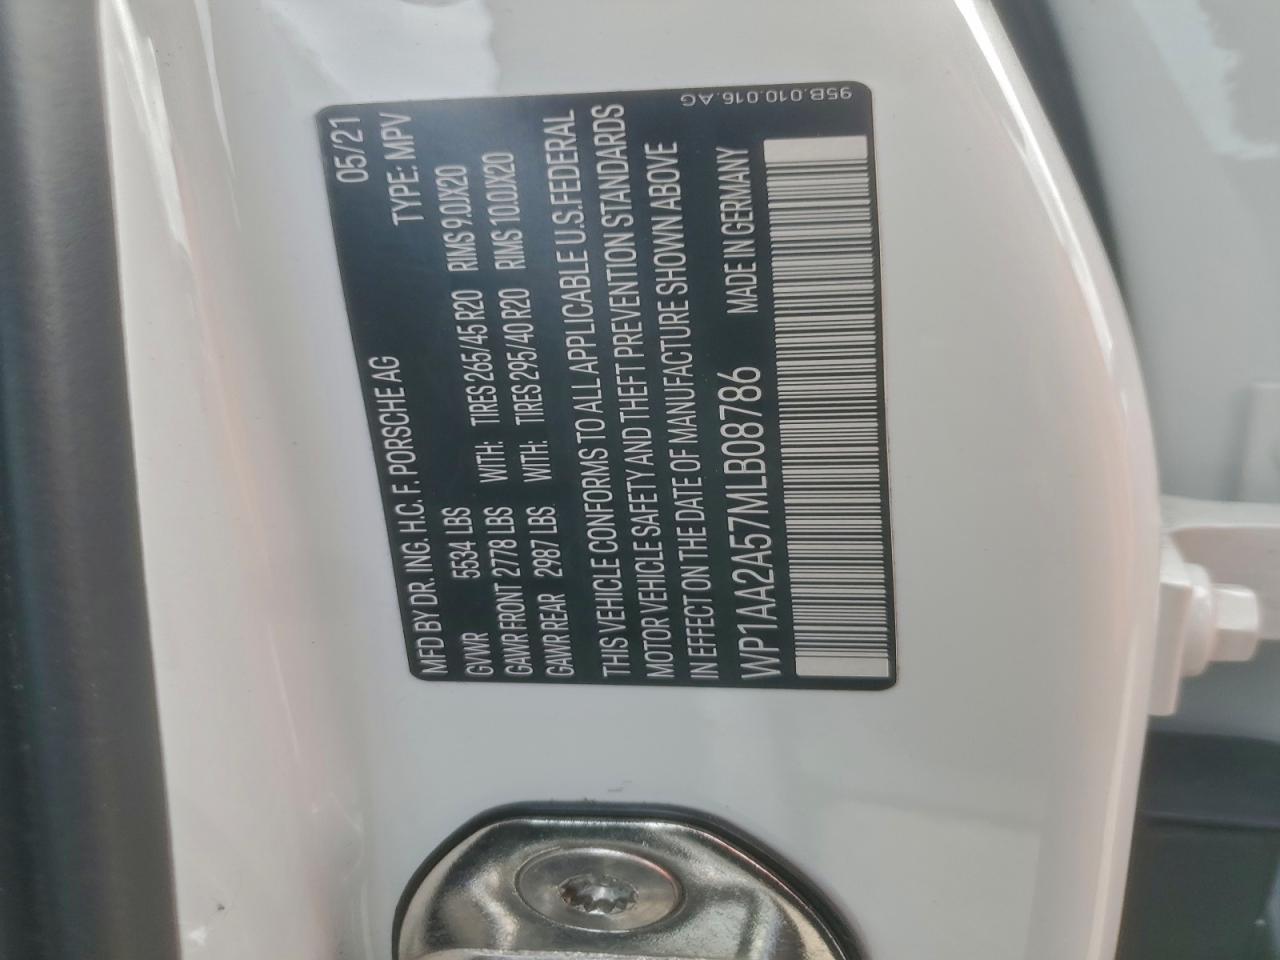 MFD BY DR. ING. H.C. F. PORSCHE AG 05/21
GVWR 5534 LBS TYPE: MPV
GAWR FRONT 2778 LBS WITH: TIRES 265/45 R20 RIMS 9.0JX20
GAWR REAR 2987 LBS WITH: TIRES 295/40 R20 RIMS 10.0JX20
THIS VEHICLE CONFORMS TO ALL APPLICABLE U.S.FEDERAL
MOTOR VEHICLE SAFETY AND THEFT PREVENTION STANDARDS
IN EFFECT ON THE DATE OF MANUFACTURE SHOWN ABOVE
WP1AA2A57MLB08786 MADE IN GERMANY
95B.010.016.AG